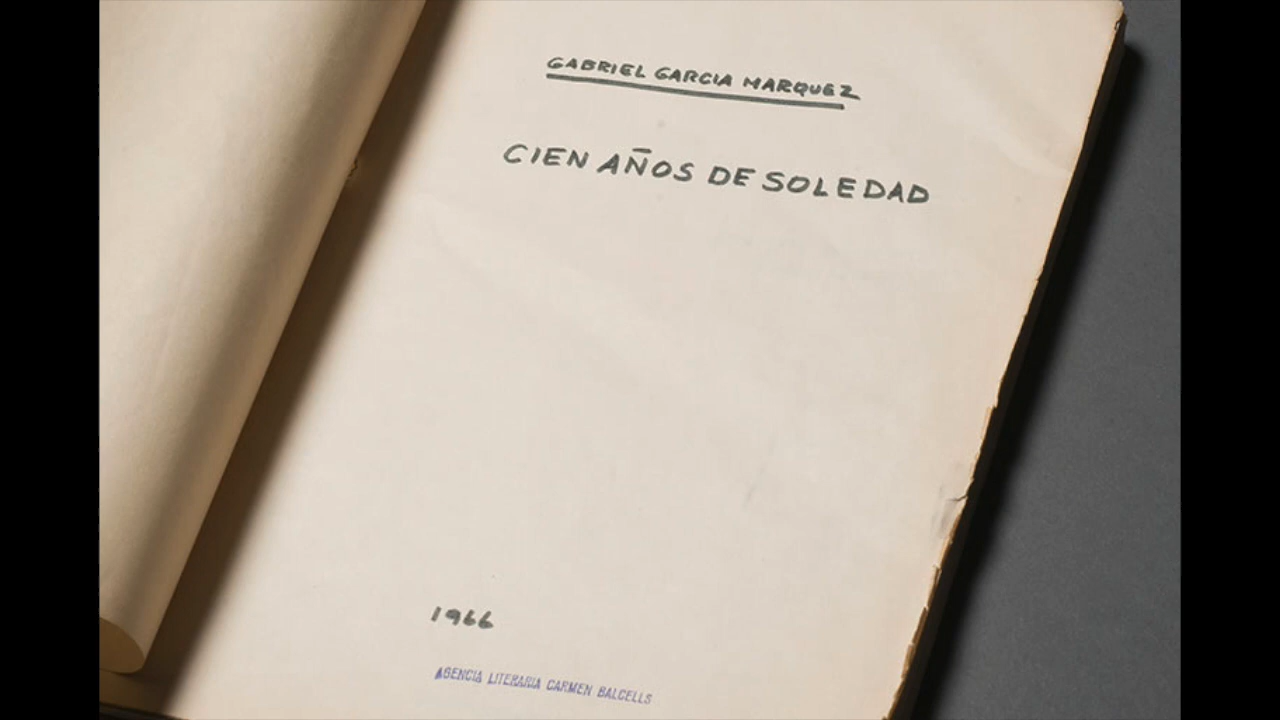 GABRIEL GARCIA MARQUEZ
CIEN AÑOS DE SOLEDAD
1966
AGENCIA LITERARIA CARMEN BALCELLS